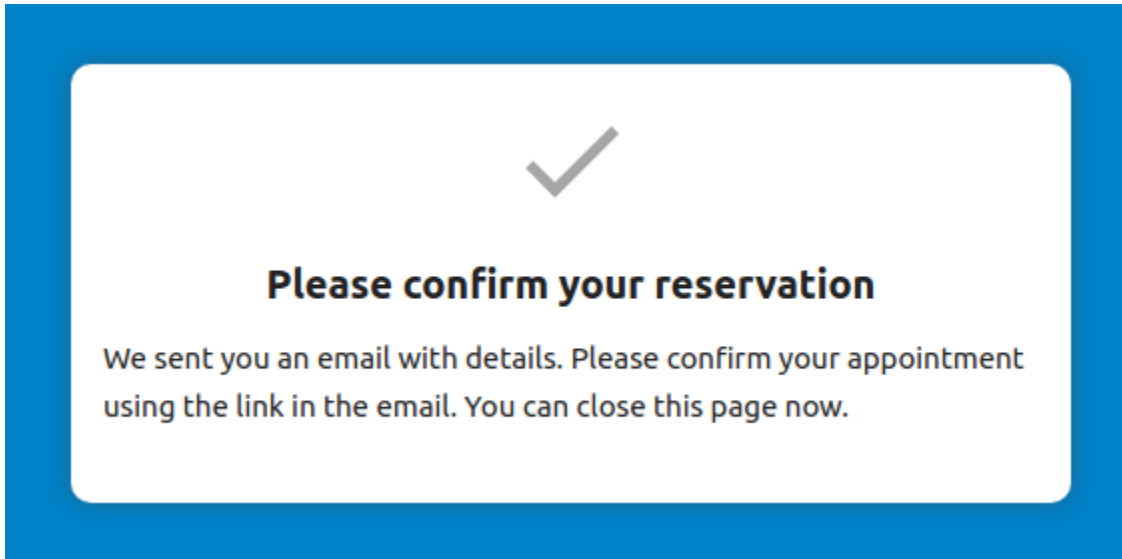 Please confirm your reservation
We sent you an email with details. Please confirm your appointment
using the link in the email. You can close this page now.